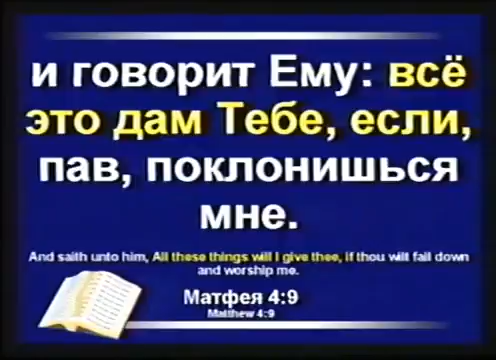 и говорит Ему: всё
это дам Тебе, если,
пав, поклонишься
мне.
And saith unto him, All these things will I give thee, if thou wilt fall down
and worship me.
Матфея 4:9
Matthew 4:9